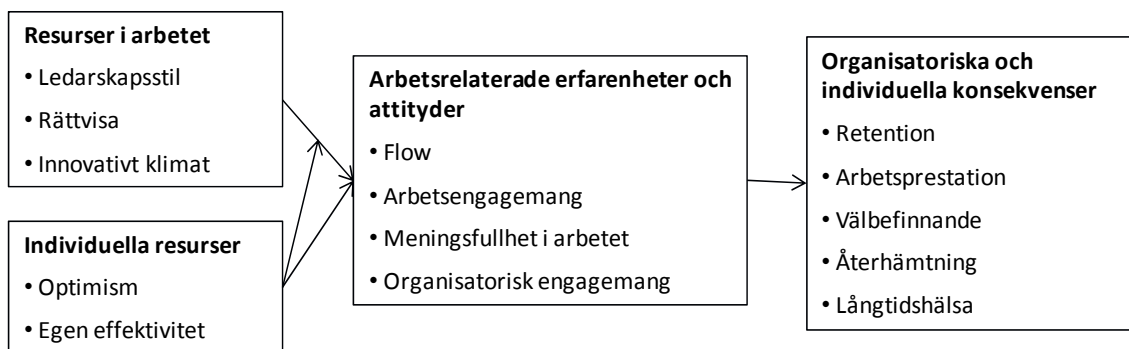 Resurser i arbetet
• Ledarskapsstil
• Rättvisa
• Innovativt klimat
Individuella resurser
• Optimism
• Egen effektivitet
Arbetsrelaterade erfarenheter och
attityder
• Flow
• Arbetsengagemang
• Meningsfullhet i arbetet
• Organisatorisk engagemang
Organisatoriska och
individuella konsekvenser
• Retention
• Arbetsprestation
• Välbefinnande
• Återhämtning
• Långtidshälsa